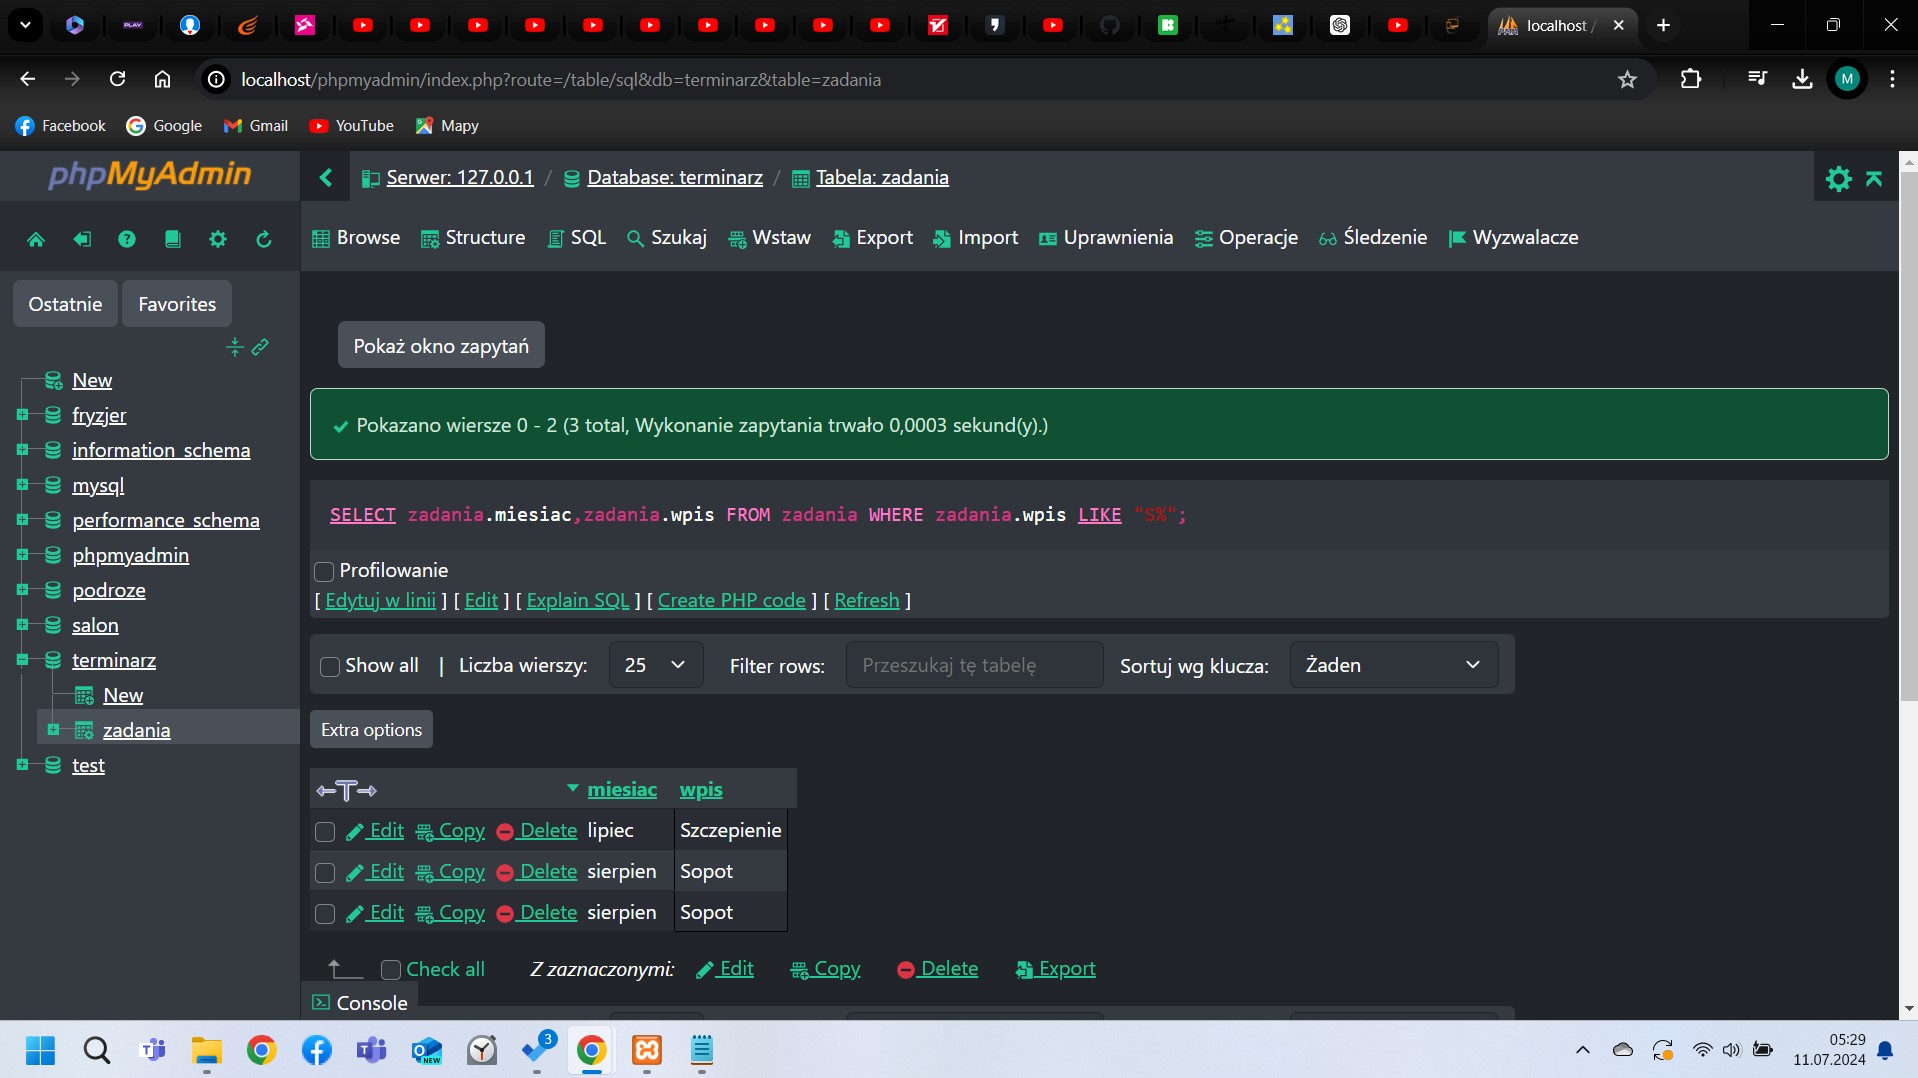 PLAY
localhost /
localhost/phpmyadmin/index.php?route=/table/sql&db=terminarz&table=zadania
M
Facebook Google Gmail YouTube Mapy
phpMyAdmin
Serwer: 127.0.0.1 / Database: terminarz / Tabela: zadania
Browse Structure SQL Szukaj Wstaw Export Import Uprawnienia Operacje Śledzenie Wyzwalacze
Ostatnie Favorites
New
fryzjer
information_schema
mysql
performance_schema
phpmyadmin
podroze
salon
terminarz
New
zadania
test
Pokaż okno zapytań
Pokazano wiersze 0 - 2 (3 total, Wykonanie zapytania trwało 0,0003 sekund(y).)
SELECT zadania.miesiac,zadania.wpis FROM zadania WHERE zadania.wpis LIKE "S%";
Profilowanie
[ Edytuj w linii ] [ Edit ] [ Explain SQL ] [ Create PHP code ] [ Refresh ]
Show all | Liczba wierszy: 25 Filter rows: Przeszukaj tę tabelę Sortuj wg klucza: Żaden
Extra options
←T→ miesiac wpis
Edit Copy Delete lipiec Szczepienie
Edit Copy Delete sierpien Sopot
Edit Copy Delete sierpien Sopot
Check all Z zaznaczonymi: Edit Copy Delete Export
Console
NEW
3
05:29
11.07.2024